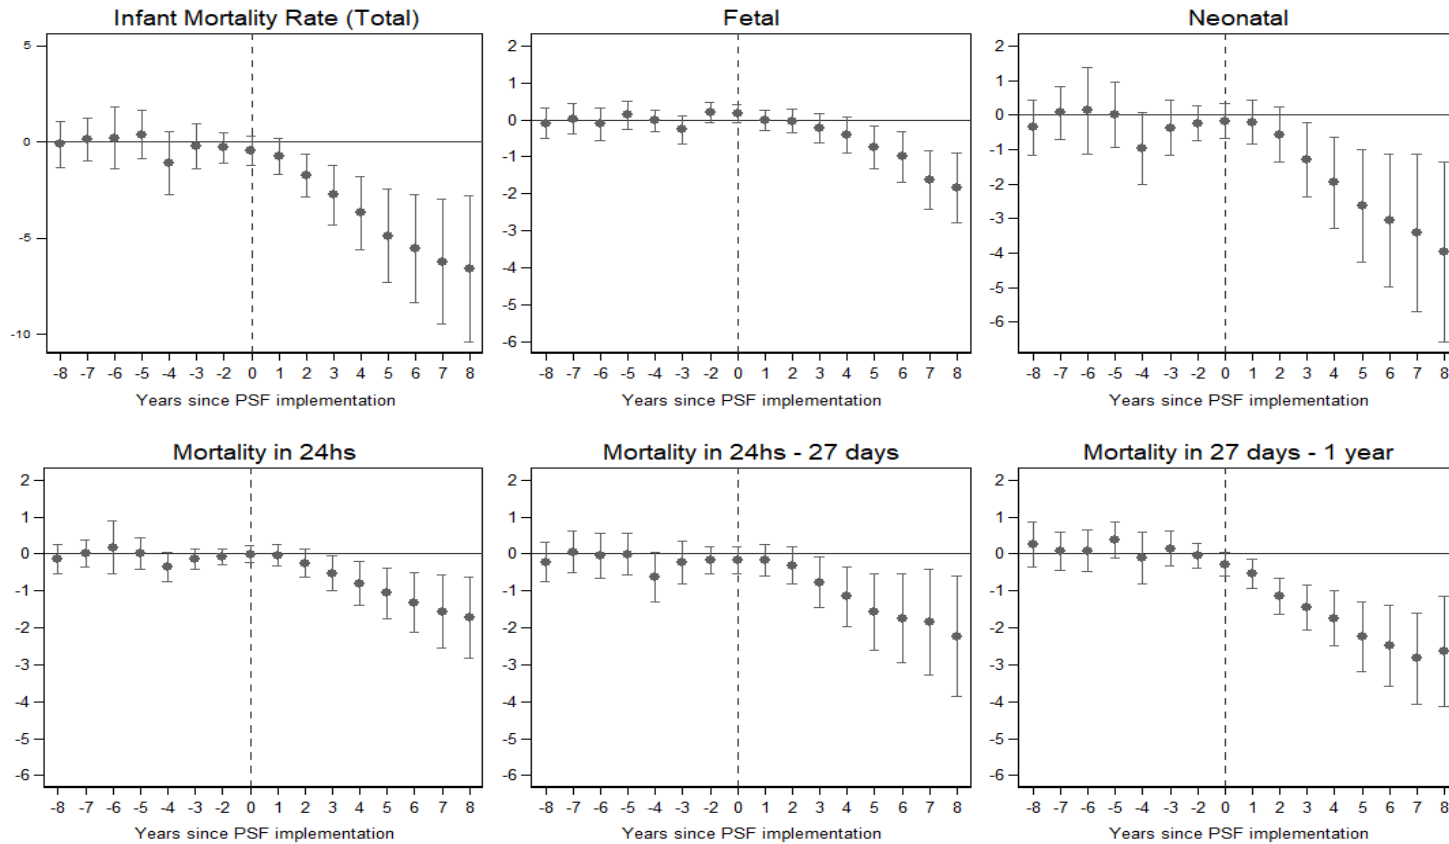 Infant Mortality Rate (Total)
5
0
-5
-10
-8 -7 -6 -5 -4 -3 -2 0 1 2 3 4 5 6 7 8
Years since PSF implementation
Fetal
2
1
0
-1
-2
-3
-4
-5
-6
-8 -7 -6 -5 -4 -3 -2 0 1 2 3 4 5 6 7 8
Years since PSF implementation
Neonatal
2
1
0
-1
-2
-3
-4
-5
-6
-8 -7 -6 -5 -4 -3 -2 0 1 2 3 4 5 6 7 8
Years since PSF implementation
Mortality in 24hs
2
1
0
-1
-2
-3
-4
-5
-6
-8 -7 -6 -5 -4 -3 -2 0 1 2 3 4 5 6 7 8
Years since PSF implementation
Mortality in 24hs - 27 days
2
1
0
-1
-2
-3
-4
-5
-6
-8 -7 -6 -5 -4 -3 -2 0 1 2 3 4 5 6 7 8
Years since PSF implementation
Mortality in 27 days - 1 year
2
1
0
-1
-2
-3
-4
-5
-6
-8 -7 -6 -5 -4 -3 -2 0 1 2 3 4 5 6 7 8
Years since PSF implementation